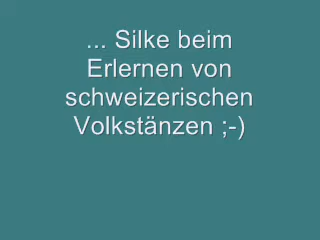 ... Silke beim
Erlernen von
schweizerischen
Volkstänzen ;-)